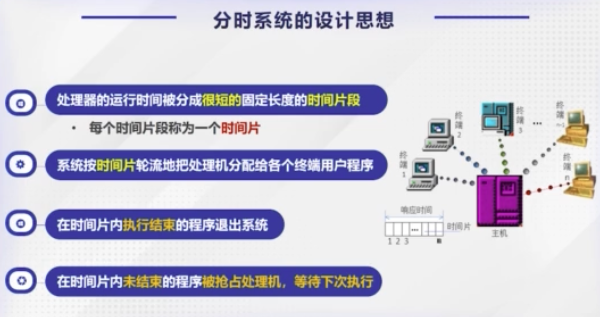 分时系统的设计思想
处理器的运行时间被分成很短的固定长度的时间片段
• 每个时间片段称为一个时间片
系统按时间片轮流地把处理机分配给各个终端用户程序
在时间片内执行结束的程序退出系统
在时间片内未结束的程序被抢占处理机，等待下次执行
终端1
终端2
终端3
…
终端n-1
终端n
主机
响应时间
时间片
1 2 3 … n